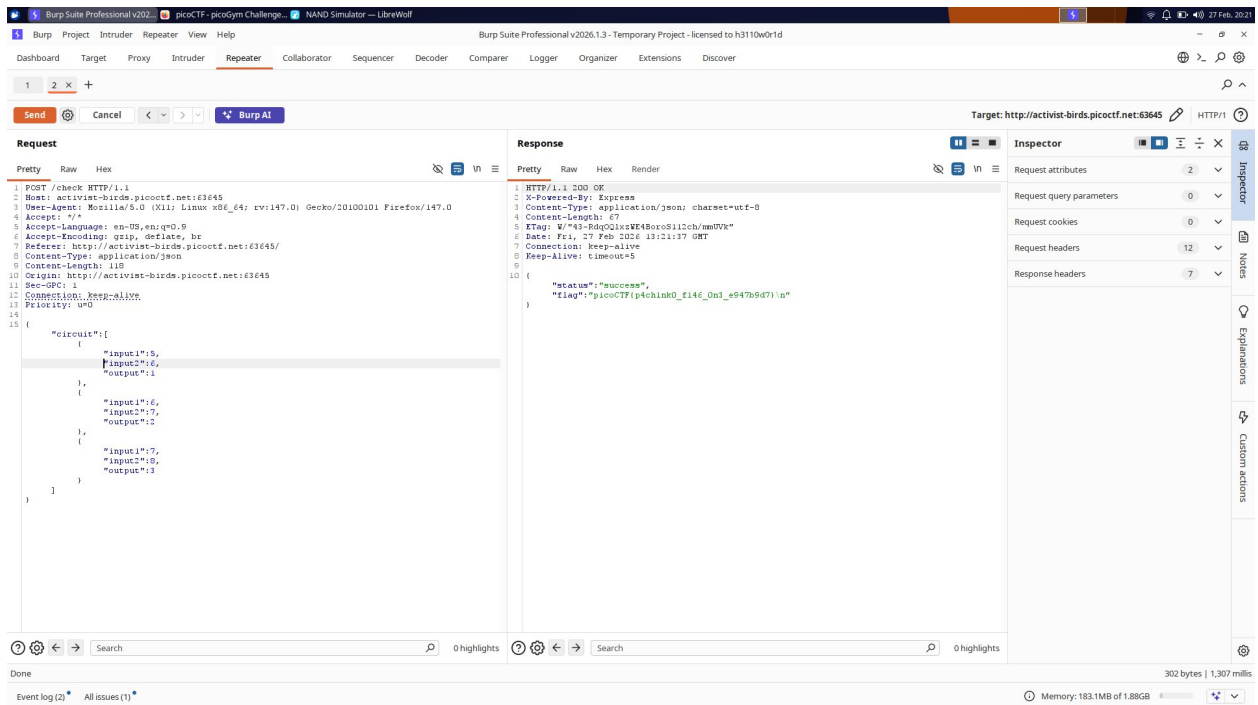 Burp Suite Professional v202... picoCTF - picoGym Challenge... NAND Simulator — LibreWolf 27 Feb, 20:21
Burp Project Intruder Repeater View Help Burp Suite Professional v2026.1.3 - Temporary Project - licensed to h3110w0r1d
Dashboard Target Proxy Intruder Repeater Collaborator Sequencer Decoder Comparer Logger Organizer Extensions Discover
1 2 × +
Send Cancel Burp AI Target: http://activist-birds.picoctf.net:63645 HTTP/1
Request
Pretty Raw Hex
1 POST /check HTTP/1.1
2 Host: activist-birds.picoctf.net:63645
3 User-Agent: Mozilla/5.0 (X11; Linux x86_64; rv:147.0) Gecko/20100101 Firefox/147.0
4 Accept: */*
5 Accept-Language: en-US,en;q=0.9
6 Accept-Encoding: gzip, deflate, br
7 Referer: http://activist-birds.picoctf.net:63645/
8 Content-Type: application/json
9 Content-Length: 118
10 Origin: http://activist-birds.picoctf.net:63645
11 Sec-GPC: 1
12 Connection: keep-alive
13 Priority: u=0
14
15 {
"circuit":[
{
"input1":5,
"input2":6,
"output":1
},
{
"input1":6,
"input2":7,
"output":2
},
{
"input1":7,
"input2":8,
"output":3
}
]
}
Response
Pretty Raw Hex Render
1 HTTP/1.1 200 OK
2 X-Powered-By: Express
3 Content-Type: application/json; charset=utf-8
4 Content-Length: 67
5 ETag: W/"43-RdqOQlxzWE4BoroS1i2ch/mmUVk"
6 Date: Fri, 27 Feb 2026 13:21:37 GMT
7 Connection: keep-alive
8 Keep-Alive: timeout=5
9
10 {
"status":"success",
"flag":"picoCTF{p4chink0_f146_0n3_e947b9d7}\n"
}
Inspector
Request attributes 2
Request query parameters 0
Request cookies 0
Request headers 12
Response headers 7
Inspector
Notes
Explanations
Custom actions
Search 0 highlights
Search 0 highlights
Done 302 bytes | 1,307 millis
Event log (2) All issues (1) Memory: 183.1MB of 1.88GB